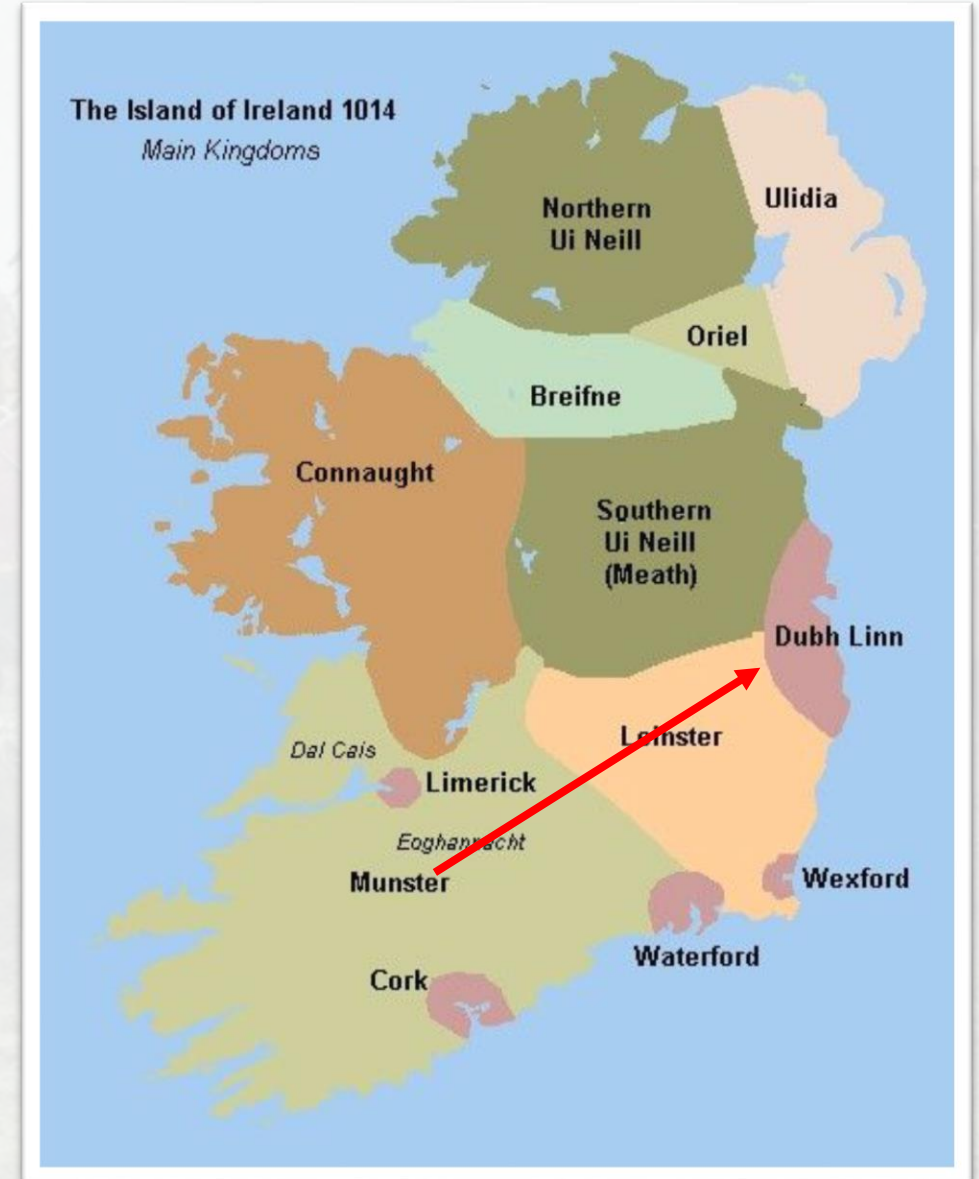 The Island of Ireland 1014
Main Kingdoms
Northern
Ui Neill
Ulidia
Oriel
Breifne
Connaught
Southern
Ui Neill
(Meath)
Dubh Linn
Leinster
Dal Cais
Limerick
Eoghanracht
Munster
Wexford
Waterford
Cork